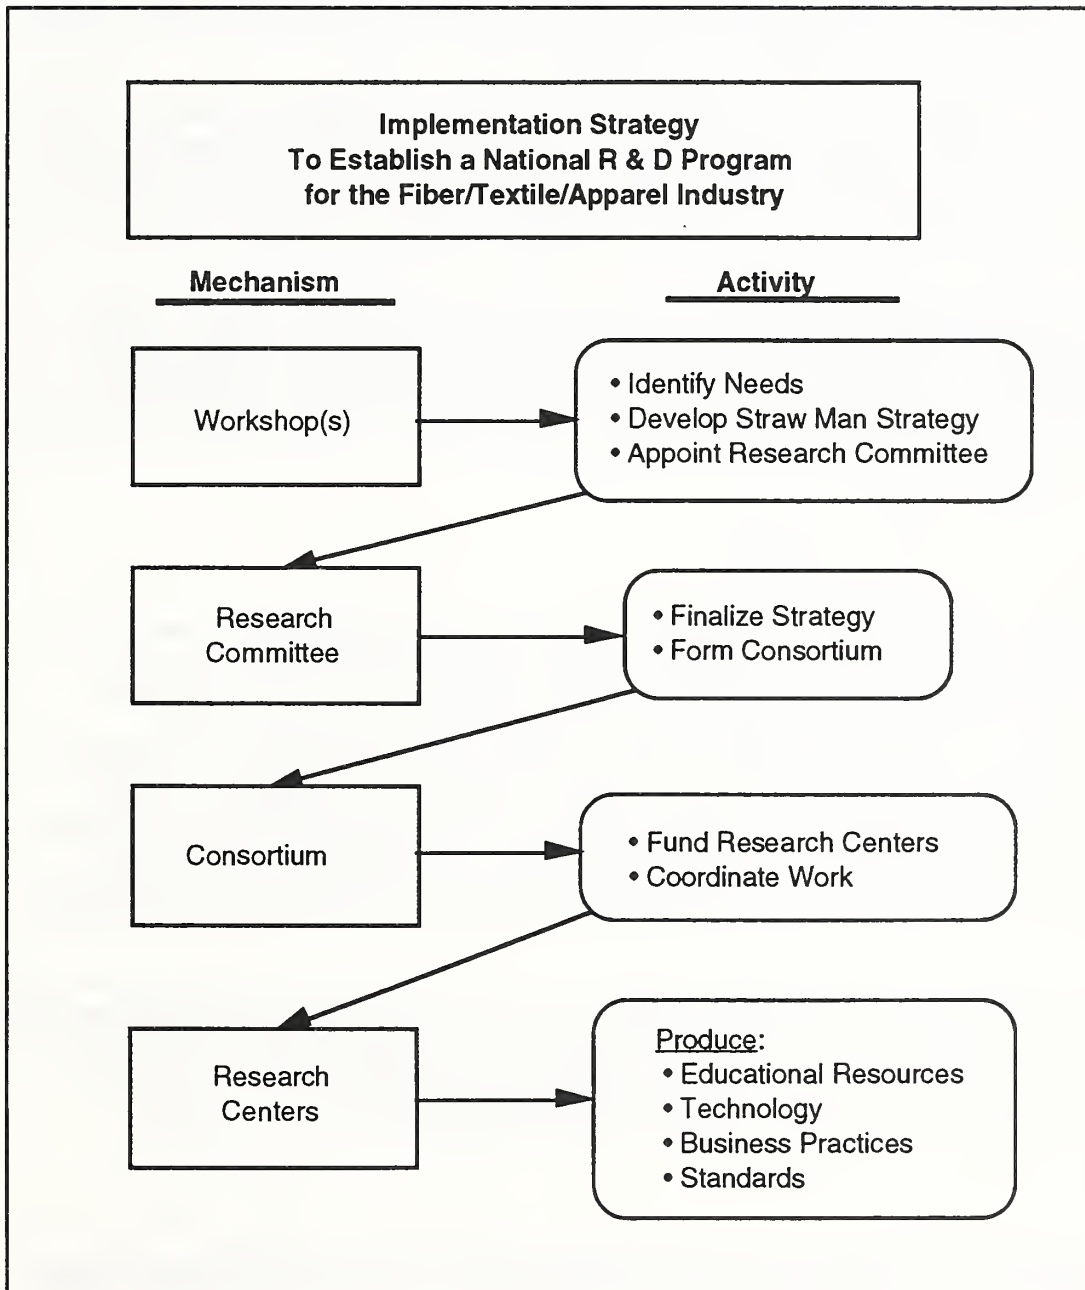 Implementation Strategy
To Establish a National R & D Program
for the Fiber/Textile/Apparel Industry
Mechanism
Activity
Workshop(s)
• Identify Needs
• Develop Straw Man Strategy
• Appoint Research Committee
Research
Committee
• Finalize Strategy
• Form Consortium
Consortium
• Fund Research Centers
• Coordinate Work
Research
Centers
Produce:
• Educational Resources
• Technology
• Business Practices
• Standards